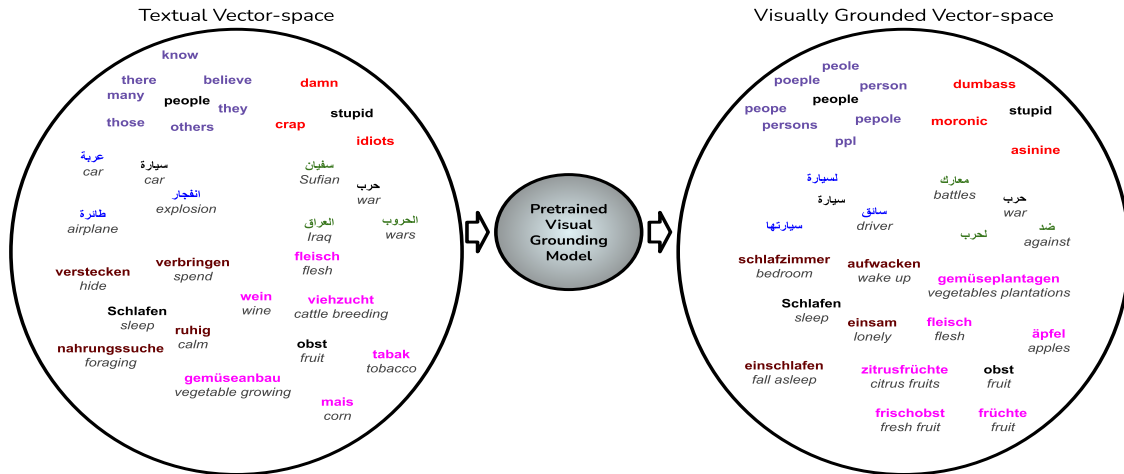 Textual Vector-space
know
there
believe
many
people
they
those
others
damn
stupid
crap
idiots
عربة
car
سيارة
car
انفجار
explosion
طائرة
airplane
سفيان
Sufian
حرب
war
العراق
Iraq
الحروب
wars
verstecken
hide
verbringen
spend
Schlafen
sleep
ruhig
calm
nahrungssuche
foraging
fleisch
flesh
wein
wine
viehzucht
cattle breeding
obst
fruit
tabak
tobacco
gemüseanbau
vegetable growing
mais
corn
Pretrained
Visual
Grounding
Model
Visually Grounded Vector-space
peole
poeple
person
people
peope
persons
pepole
ppl
dumbass
stupid
moronic
asinine
لسيارة
سيارة
سائق
driver
سيارتها
معارك
battles
حرب
war
لحرب
ضد
against
schlafzimmer
bedroom
aufwacken
wake up
Schlafen
sleep
einsam
lonely
einschlafen
fall asleep
gemüseplantagen
vegetables plantations
fleisch
flesh
äpfel
apples
zitrusfrüchte
citrus fruits
obst
fruit
frischobst
fresh fruit
früchte
fruit